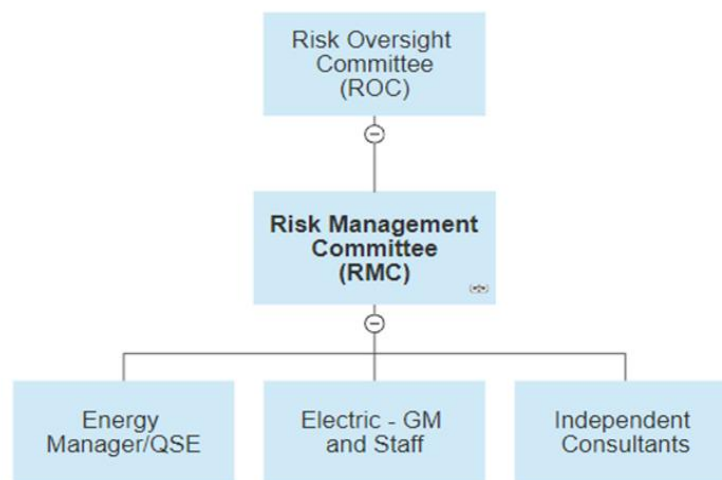 Risk Oversight
Committee
(ROC)
Risk Management
Committee
(RMC)
Energy
Manager/QSE
Electric - GM
and Staff
Independent
Consultants